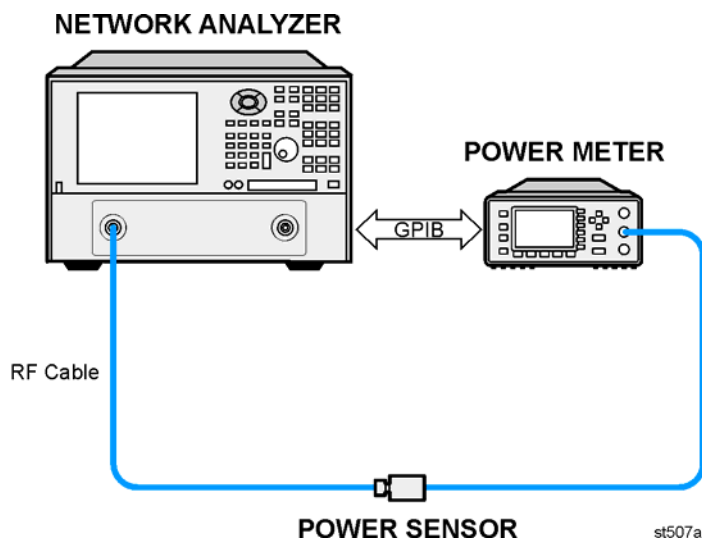 NETWORK ANALYZER
POWER METER
GPIB
RF Cable
POWER SENSOR
st507a